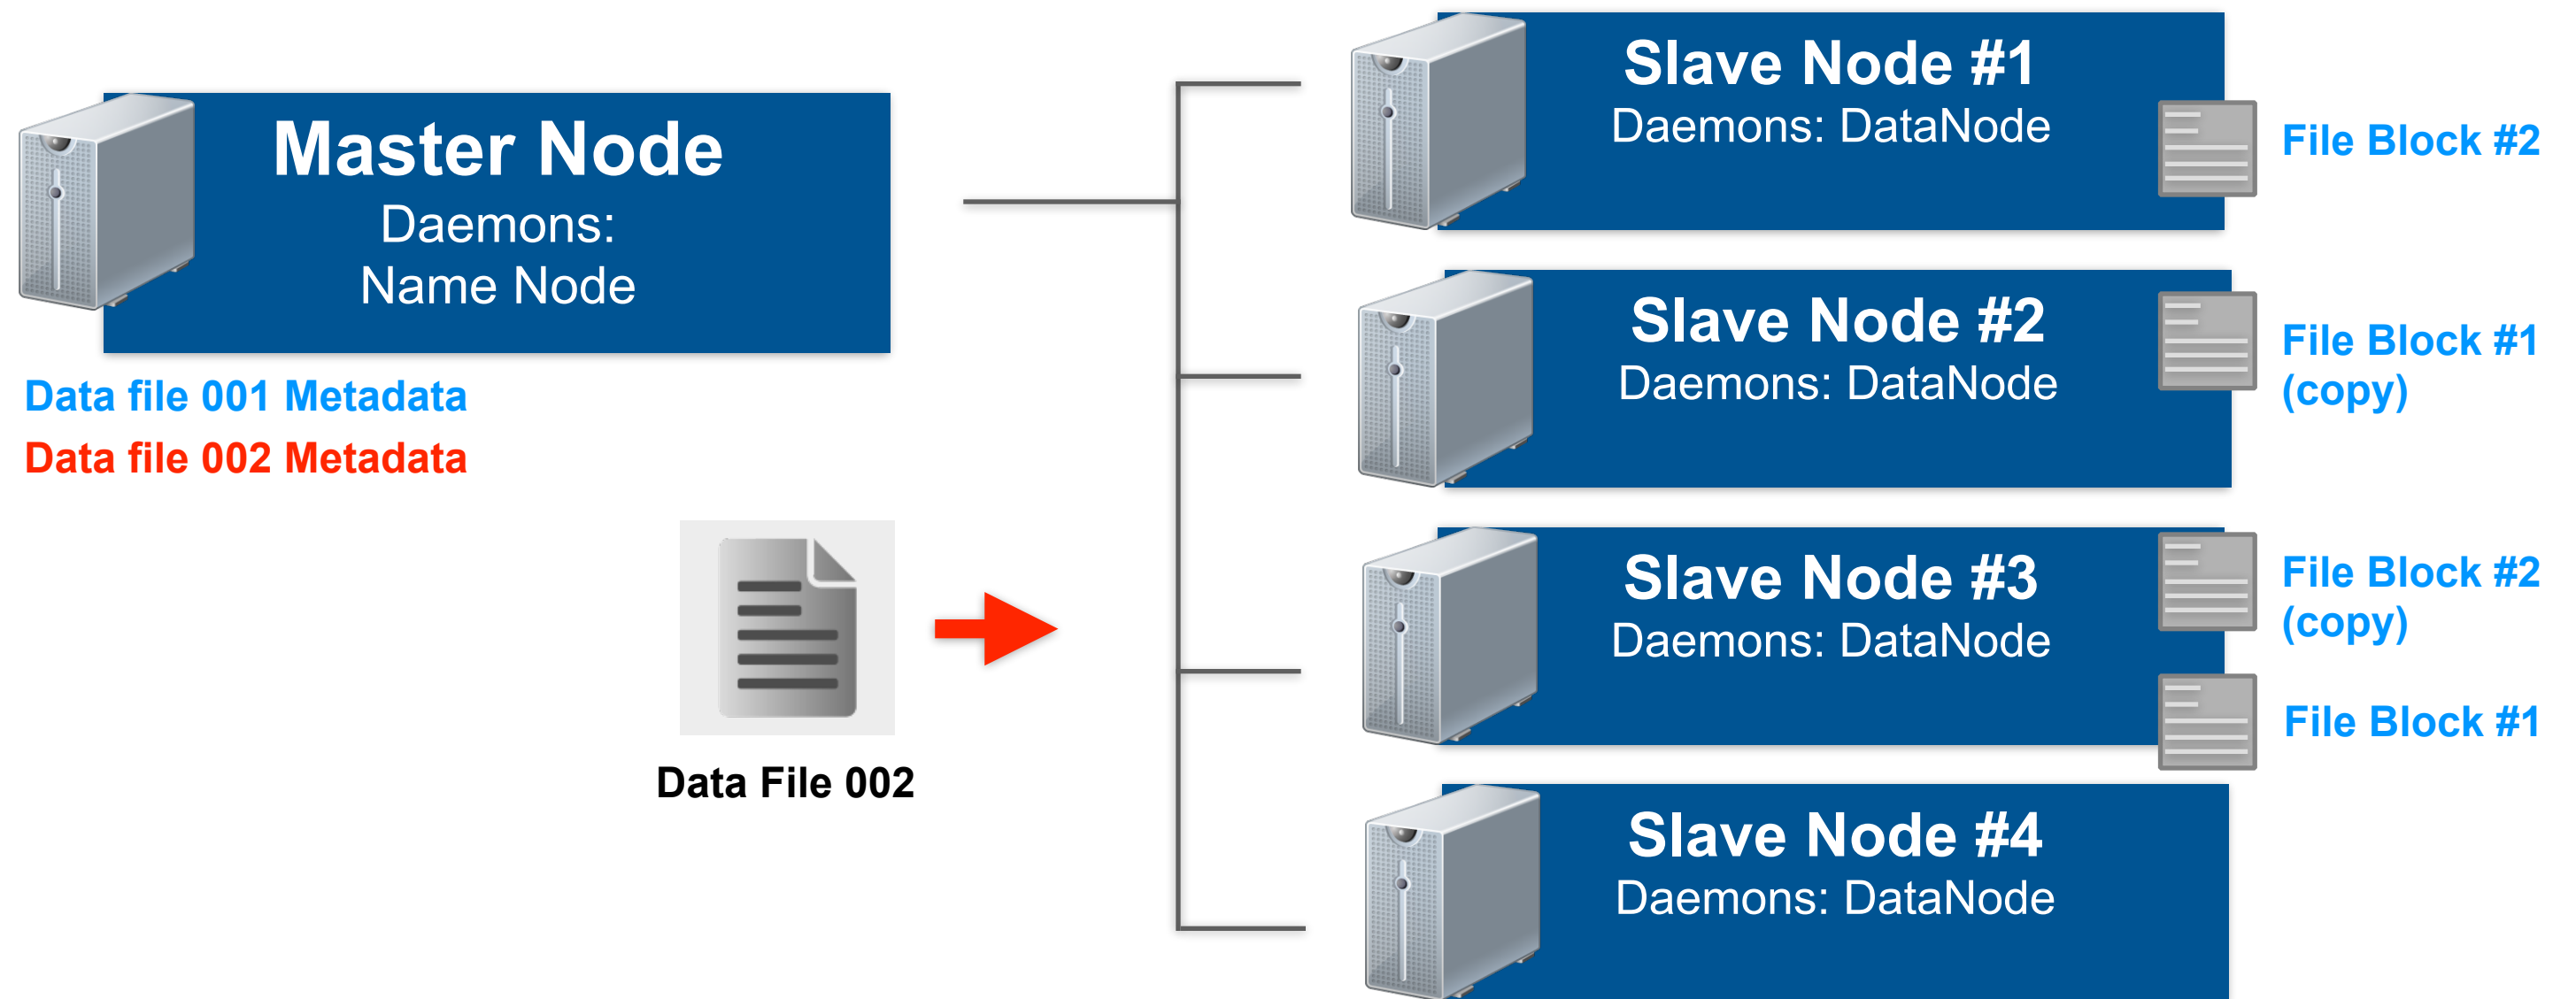 Master Node
Daemons:
Name Node
Data file 001 Metadata
Data file 002 Metadata
Data File 002
Slave Node #1
Daemons: DataNode
File Block #2
Slave Node #2
Daemons: DataNode
File Block #1
(copy)
Slave Node #3
Daemons: DataNode
File Block #2
(copy)
File Block #1
Slave Node #4
Daemons: DataNode